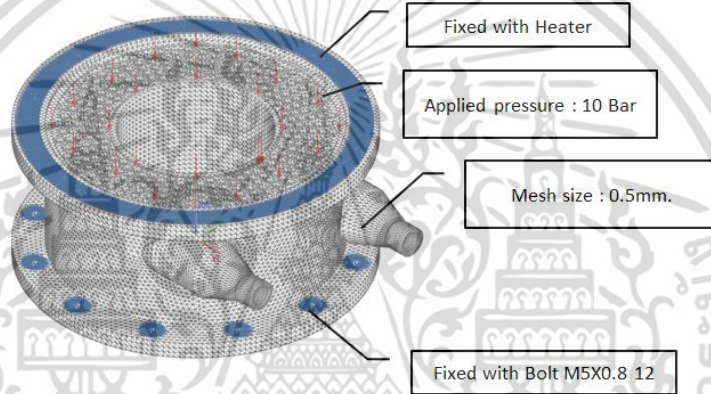 Fixed with Heater
Applied pressure : 10 Bar
Mesh size : 0.5mm.
Fixed with Bolt M5X0.8 12